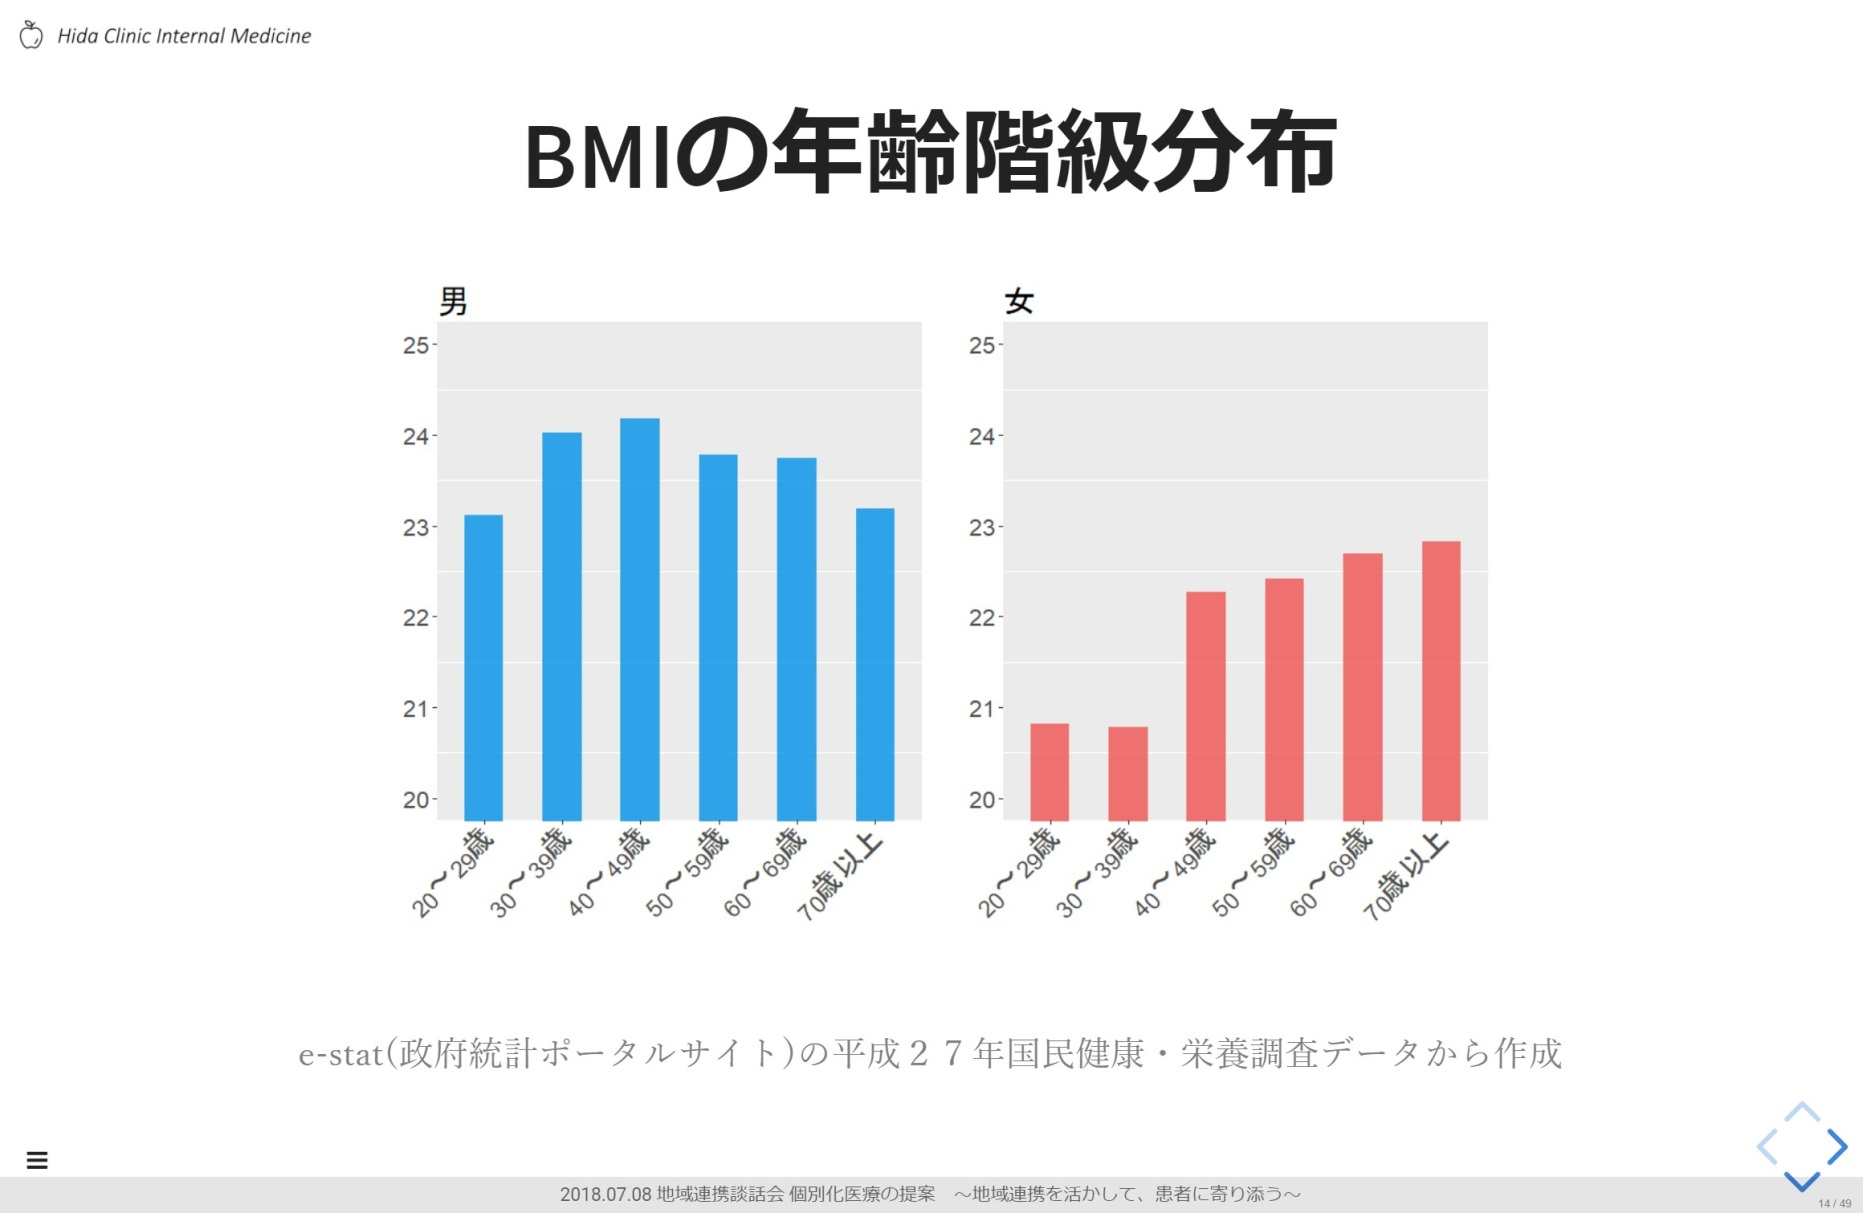 Hida Clinic Internal Medicine
BMIの年齢階級分布
男
25
24
23
22
21
20
20〜29歳
30〜39歳
40〜49歳
50〜59歳
60〜69歳
70歳以上
女
25
24
23
22
21
20
20〜29歳
30〜39歳
40〜49歳
50〜59歳
60〜69歳
70歳以上
e-stat(政府統計ポータルサイト)の平成２７年国民健康・栄養調査データから作成
2018.07.08 地域連携談話会 個別化医療の提案　〜地域連携を活かして、患者に寄り添う〜
14 / 49